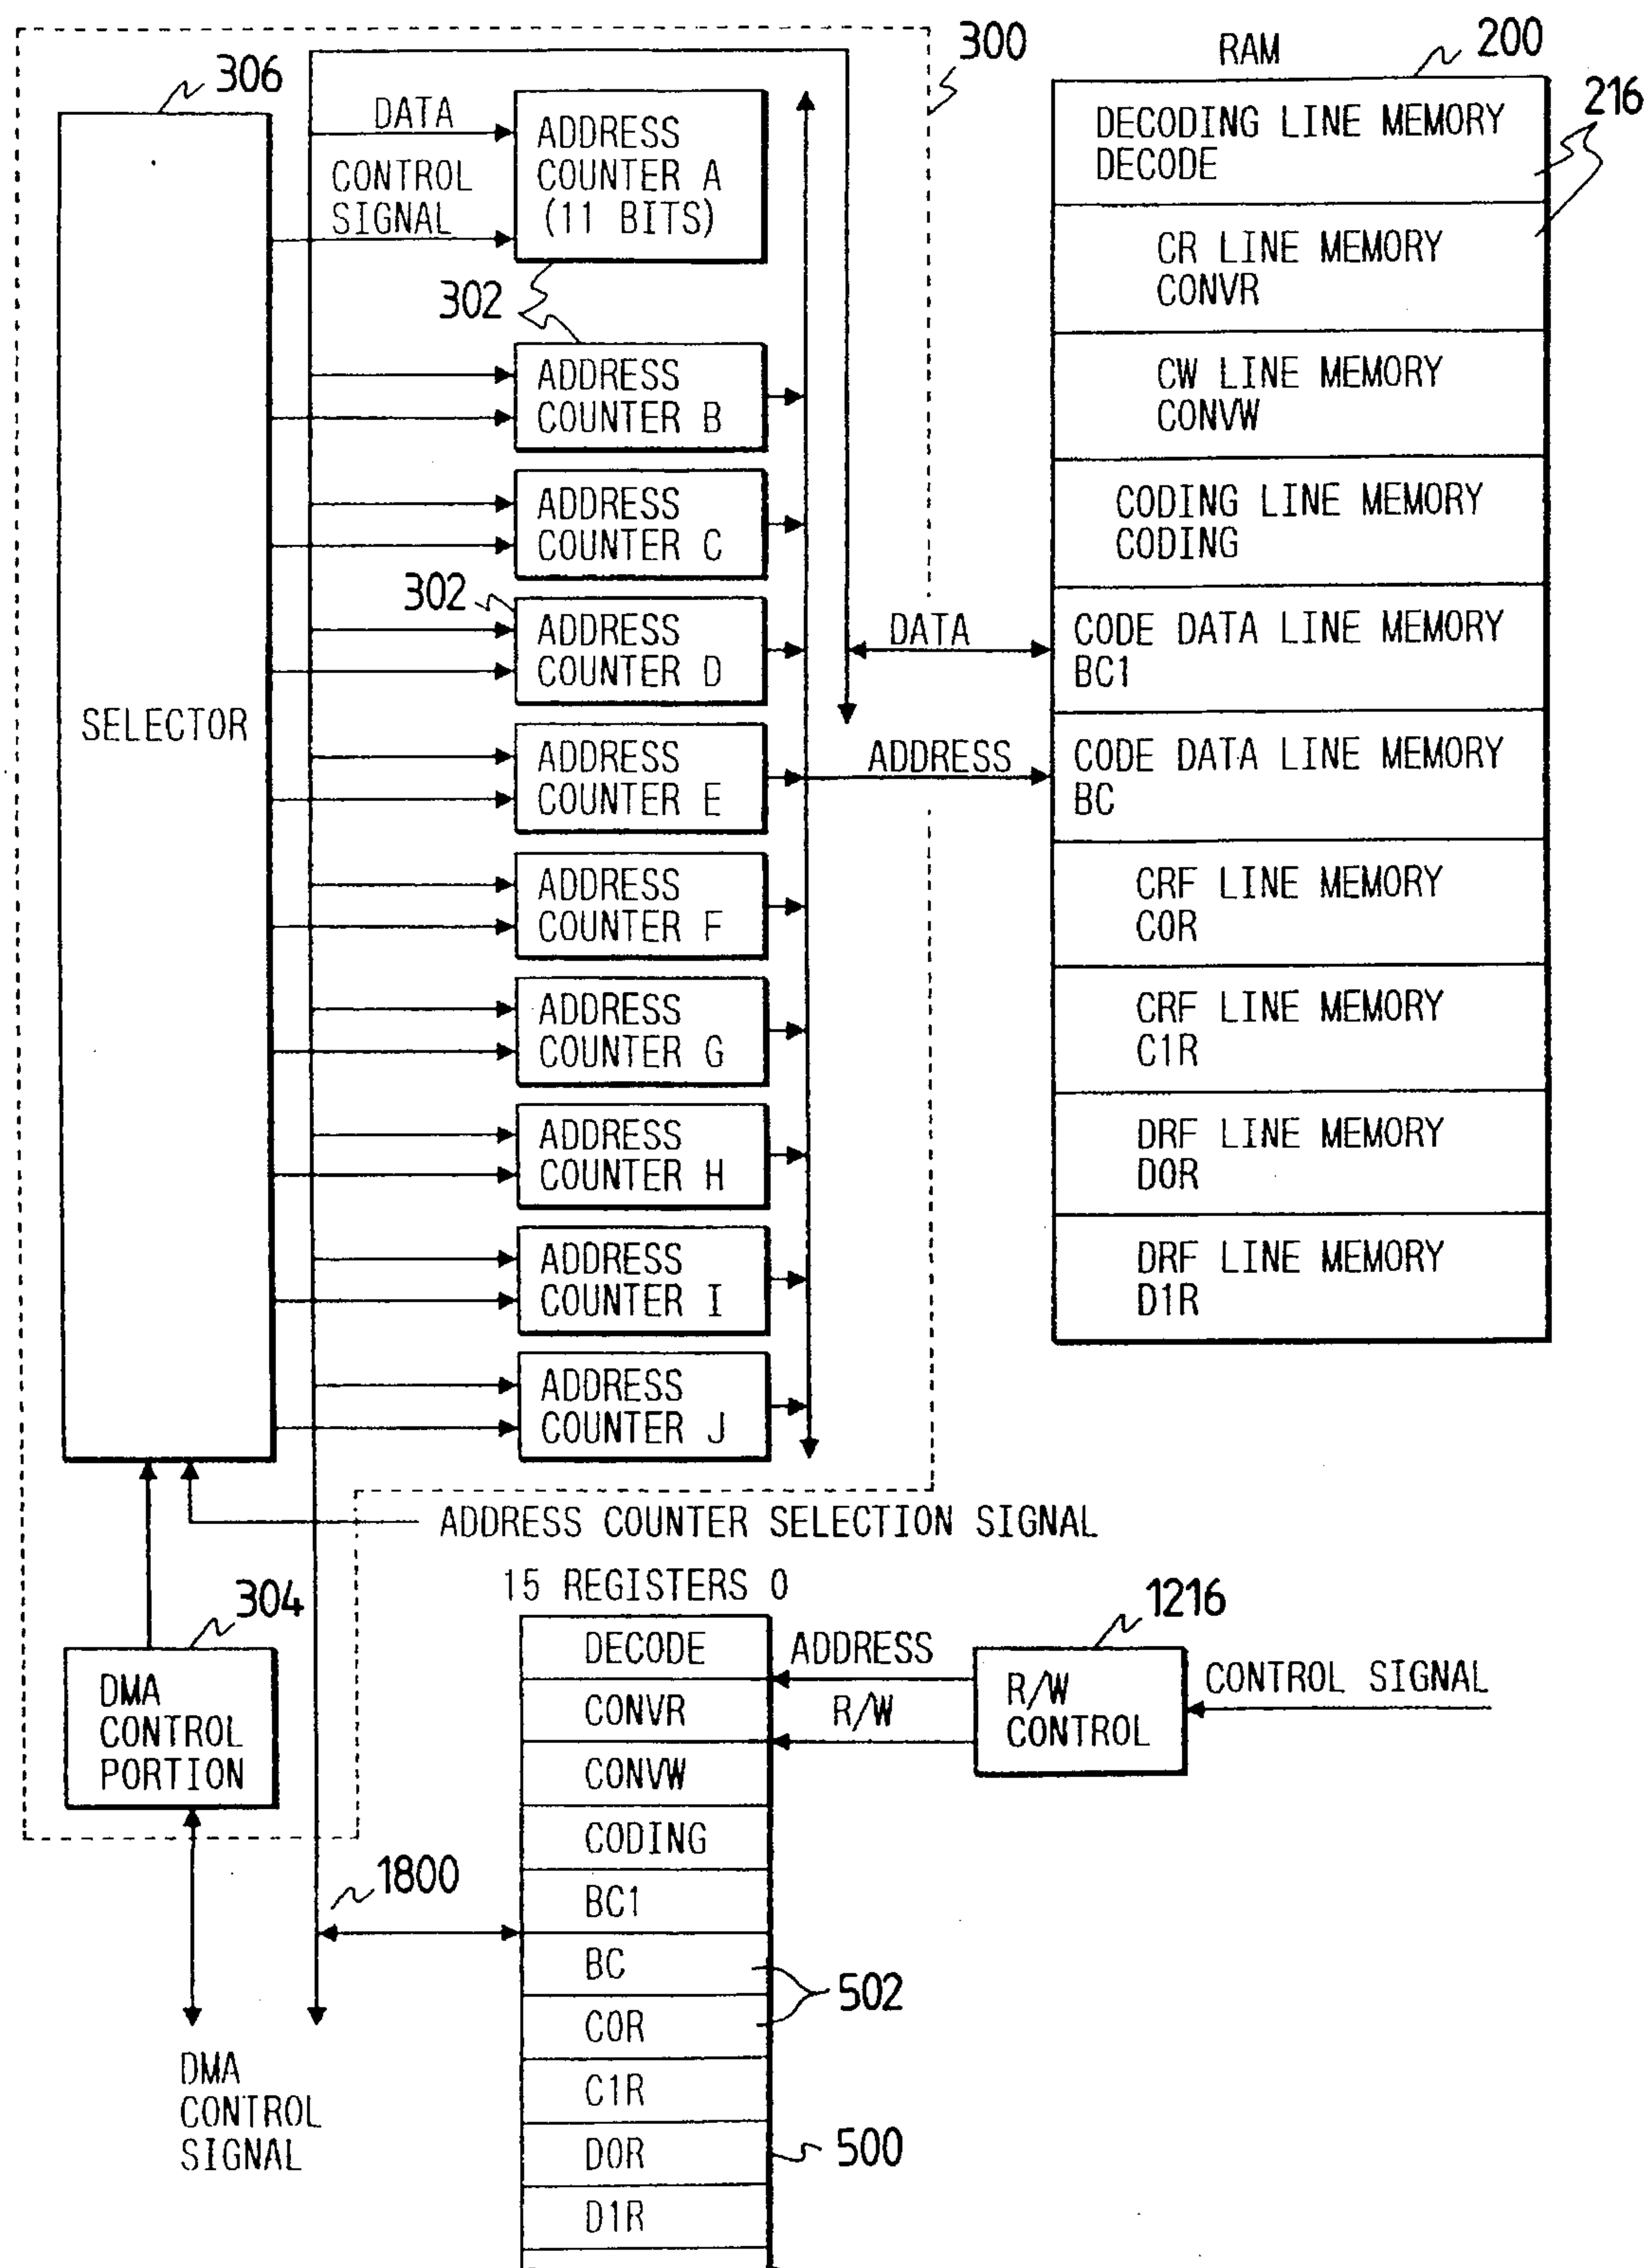 300
RAM
200
306
216
DATA
ADDRESS
COUNTER A
(11 BITS)
CONTROL
SIGNAL
302
DECODING LINE MEMORY
DECODE
CR LINE MEMORY
CONVR
CW LINE MEMORY
CONVW
CODING LINE MEMORY
CODING
CODE DATA LINE MEMORY
BC1
CODE DATA LINE MEMORY
BC
CRF LINE MEMORY
C0R
CRF LINE MEMORY
C1R
DRF LINE MEMORY
D0R
DRF LINE MEMORY
D1R
ADDRESS
COUNTER B
ADDRESS
COUNTER C
302
ADDRESS
COUNTER D
DATA
SELECTOR
ADDRESS
COUNTER E
ADDRESS
ADDRESS
COUNTER F
ADDRESS
COUNTER G
ADDRESS
COUNTER H
ADDRESS
COUNTER I
ADDRESS
COUNTER J
ADDRESS COUNTER SELECTION SIGNAL
15 REGISTERS 0
304
1216
DMA
CONTROL
PORTION
DECODE
CONVR
CONVW
CODING
BC1
BC
C0R
C1R
D0R
D1R
ADDRESS
R/W
R/W
CONTROL
CONTROL SIGNAL
1800
502
500
DMA
CONTROL
SIGNAL